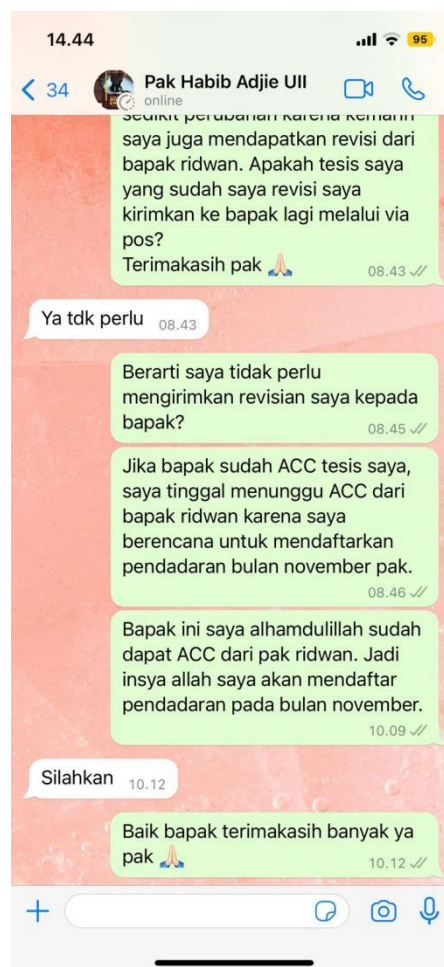 14.44
95
34
Pak Habib Adjie UII
online
sedikit perubahan karena kemarin
saya juga mendapatkan revisi dari
bapak ridwan. Apakah tesis saya
yang sudah saya revisi saya
kirimkan ke bapak lagi melalui via
pos?
Terimakasih pak 🙏🏻
08.43
Ya tdk perlu
08.43
Berarti saya tidak perlu
mengirimkan revisian saya kepada
bapak?
08.45
Jika bapak sudah ACC tesis saya,
saya tinggal menunggu ACC dari
bapak ridwan karena saya
berencana untuk mendaftarkan
pendadaran bulan november pak.
08.46
Bapak ini saya alhamdulillah sudah
dapat ACC dari pak ridwan. Jadi
insya allah saya akan mendaftar
pendadaran pada bulan november.
10.09
Silahkan
10.12
Baik bapak terimakasih banyak ya
pak 🙏🏻
10.12